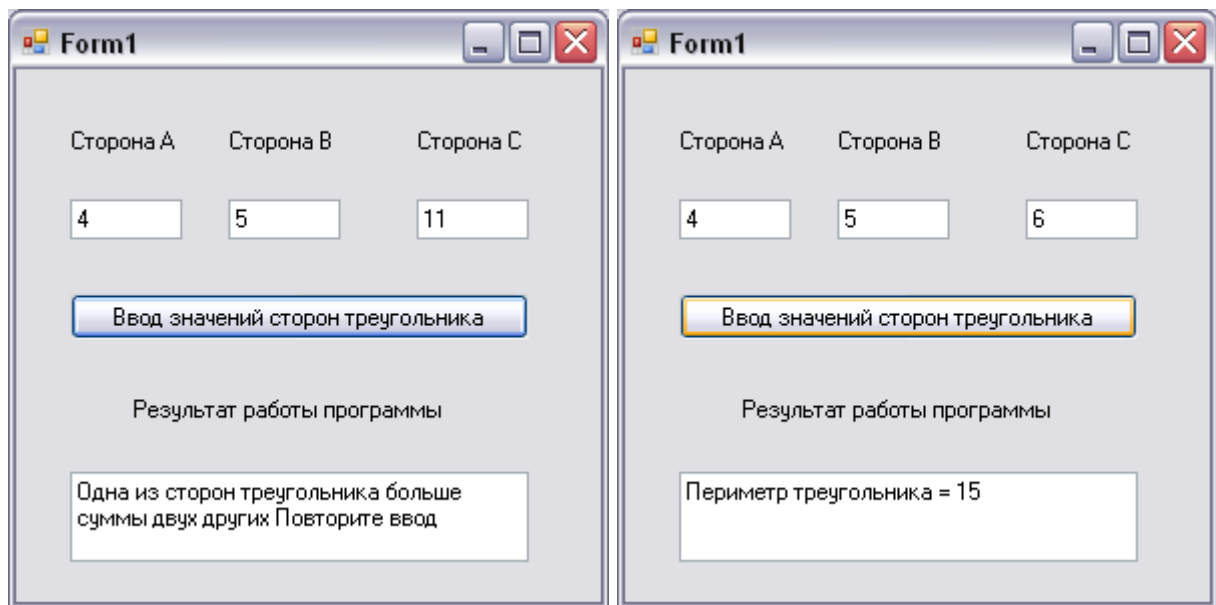 Form1
Сторона A
Сторона B
Сторона C
4
5
11
Ввод значений сторон треугольника
Результат работы программы
Одна из сторон треугольника больше
суммы двух других Повторите ввод
Form1
Сторона A
Сторона B
Сторона C
4
5
6
Ввод значений сторон треугольника
Результат работы программы
Периметр треугольника = 15